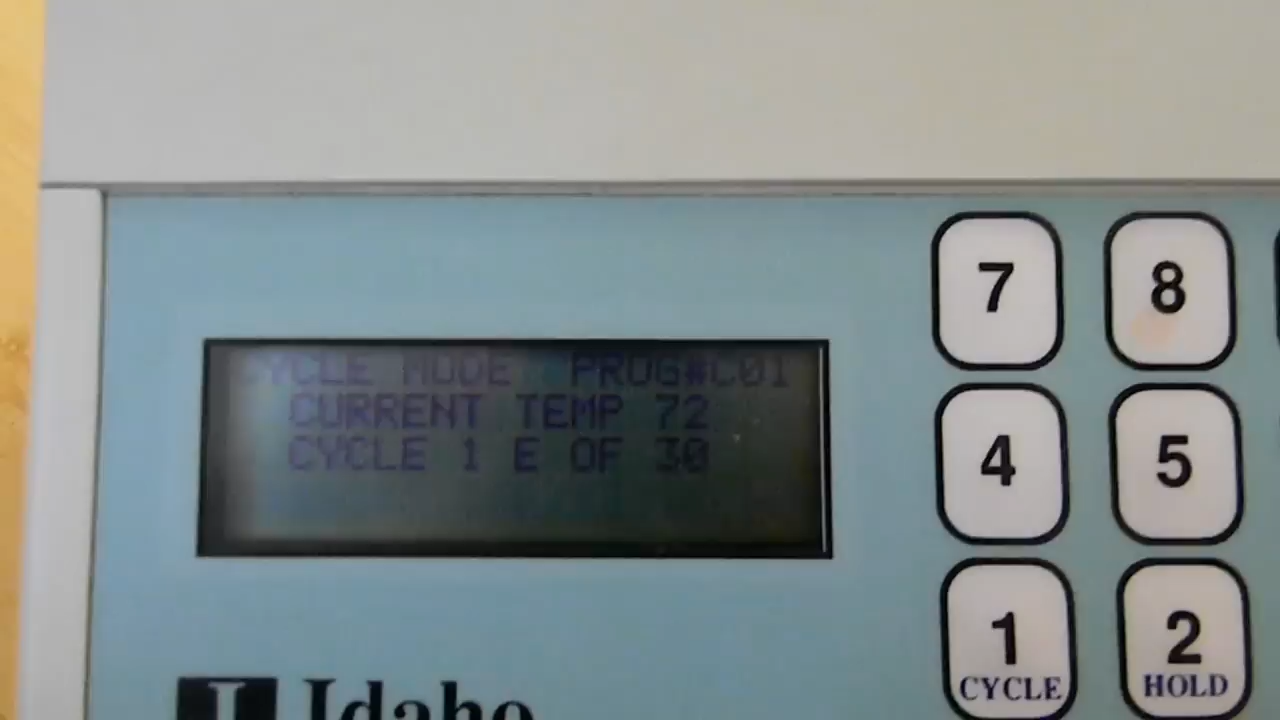 CYCLE MODE PROG#C01
CURRENT TEMP 72
CYCLE 1 E OF 30
7
8
4
5
1
CYCLE
2
HOLD
I Idaho